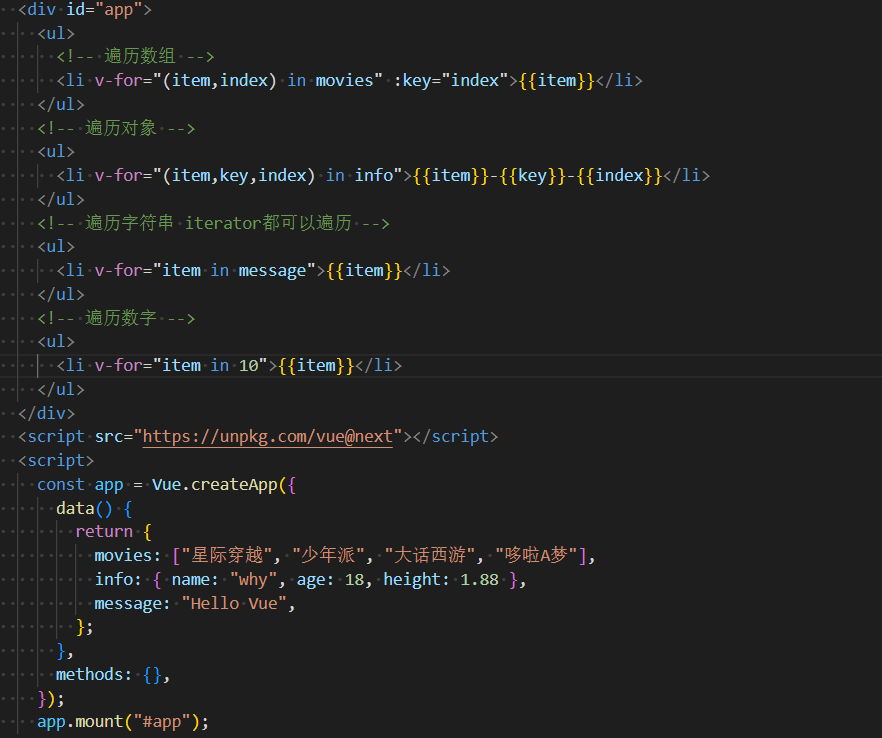 <div id="app">
<ul>
<!-- 遍历数组 -->
<li v-for="(item,index) in movies" :key="index">{{item}}</li>
</ul>
<!-- 遍历对象 -->
<ul>
<li v-for="(item,key,index) in info">{{item}}-{{key}}-{{index}}</li>
</ul>
<!-- 遍历字符串 iterator都可以遍历 -->
<ul>
<li v-for="item in message">{{item}}</li>
</ul>
<!-- 遍历数字 -->
<ul>
<li v-for="item in 10">{{item}}</li>
</ul>
</div>
<script src="https://unpkg.com/vue@next"></script>
<script>
const app = Vue.createApp({
data() {
return {
movies: ["星际穿越", "少年派", "大话西游", "哆啦A梦"],
info: { name: "why", age: 18, height: 1.88 },
message: "Hello Vue",
};
},
methods: {},
});
app.mount("#app");